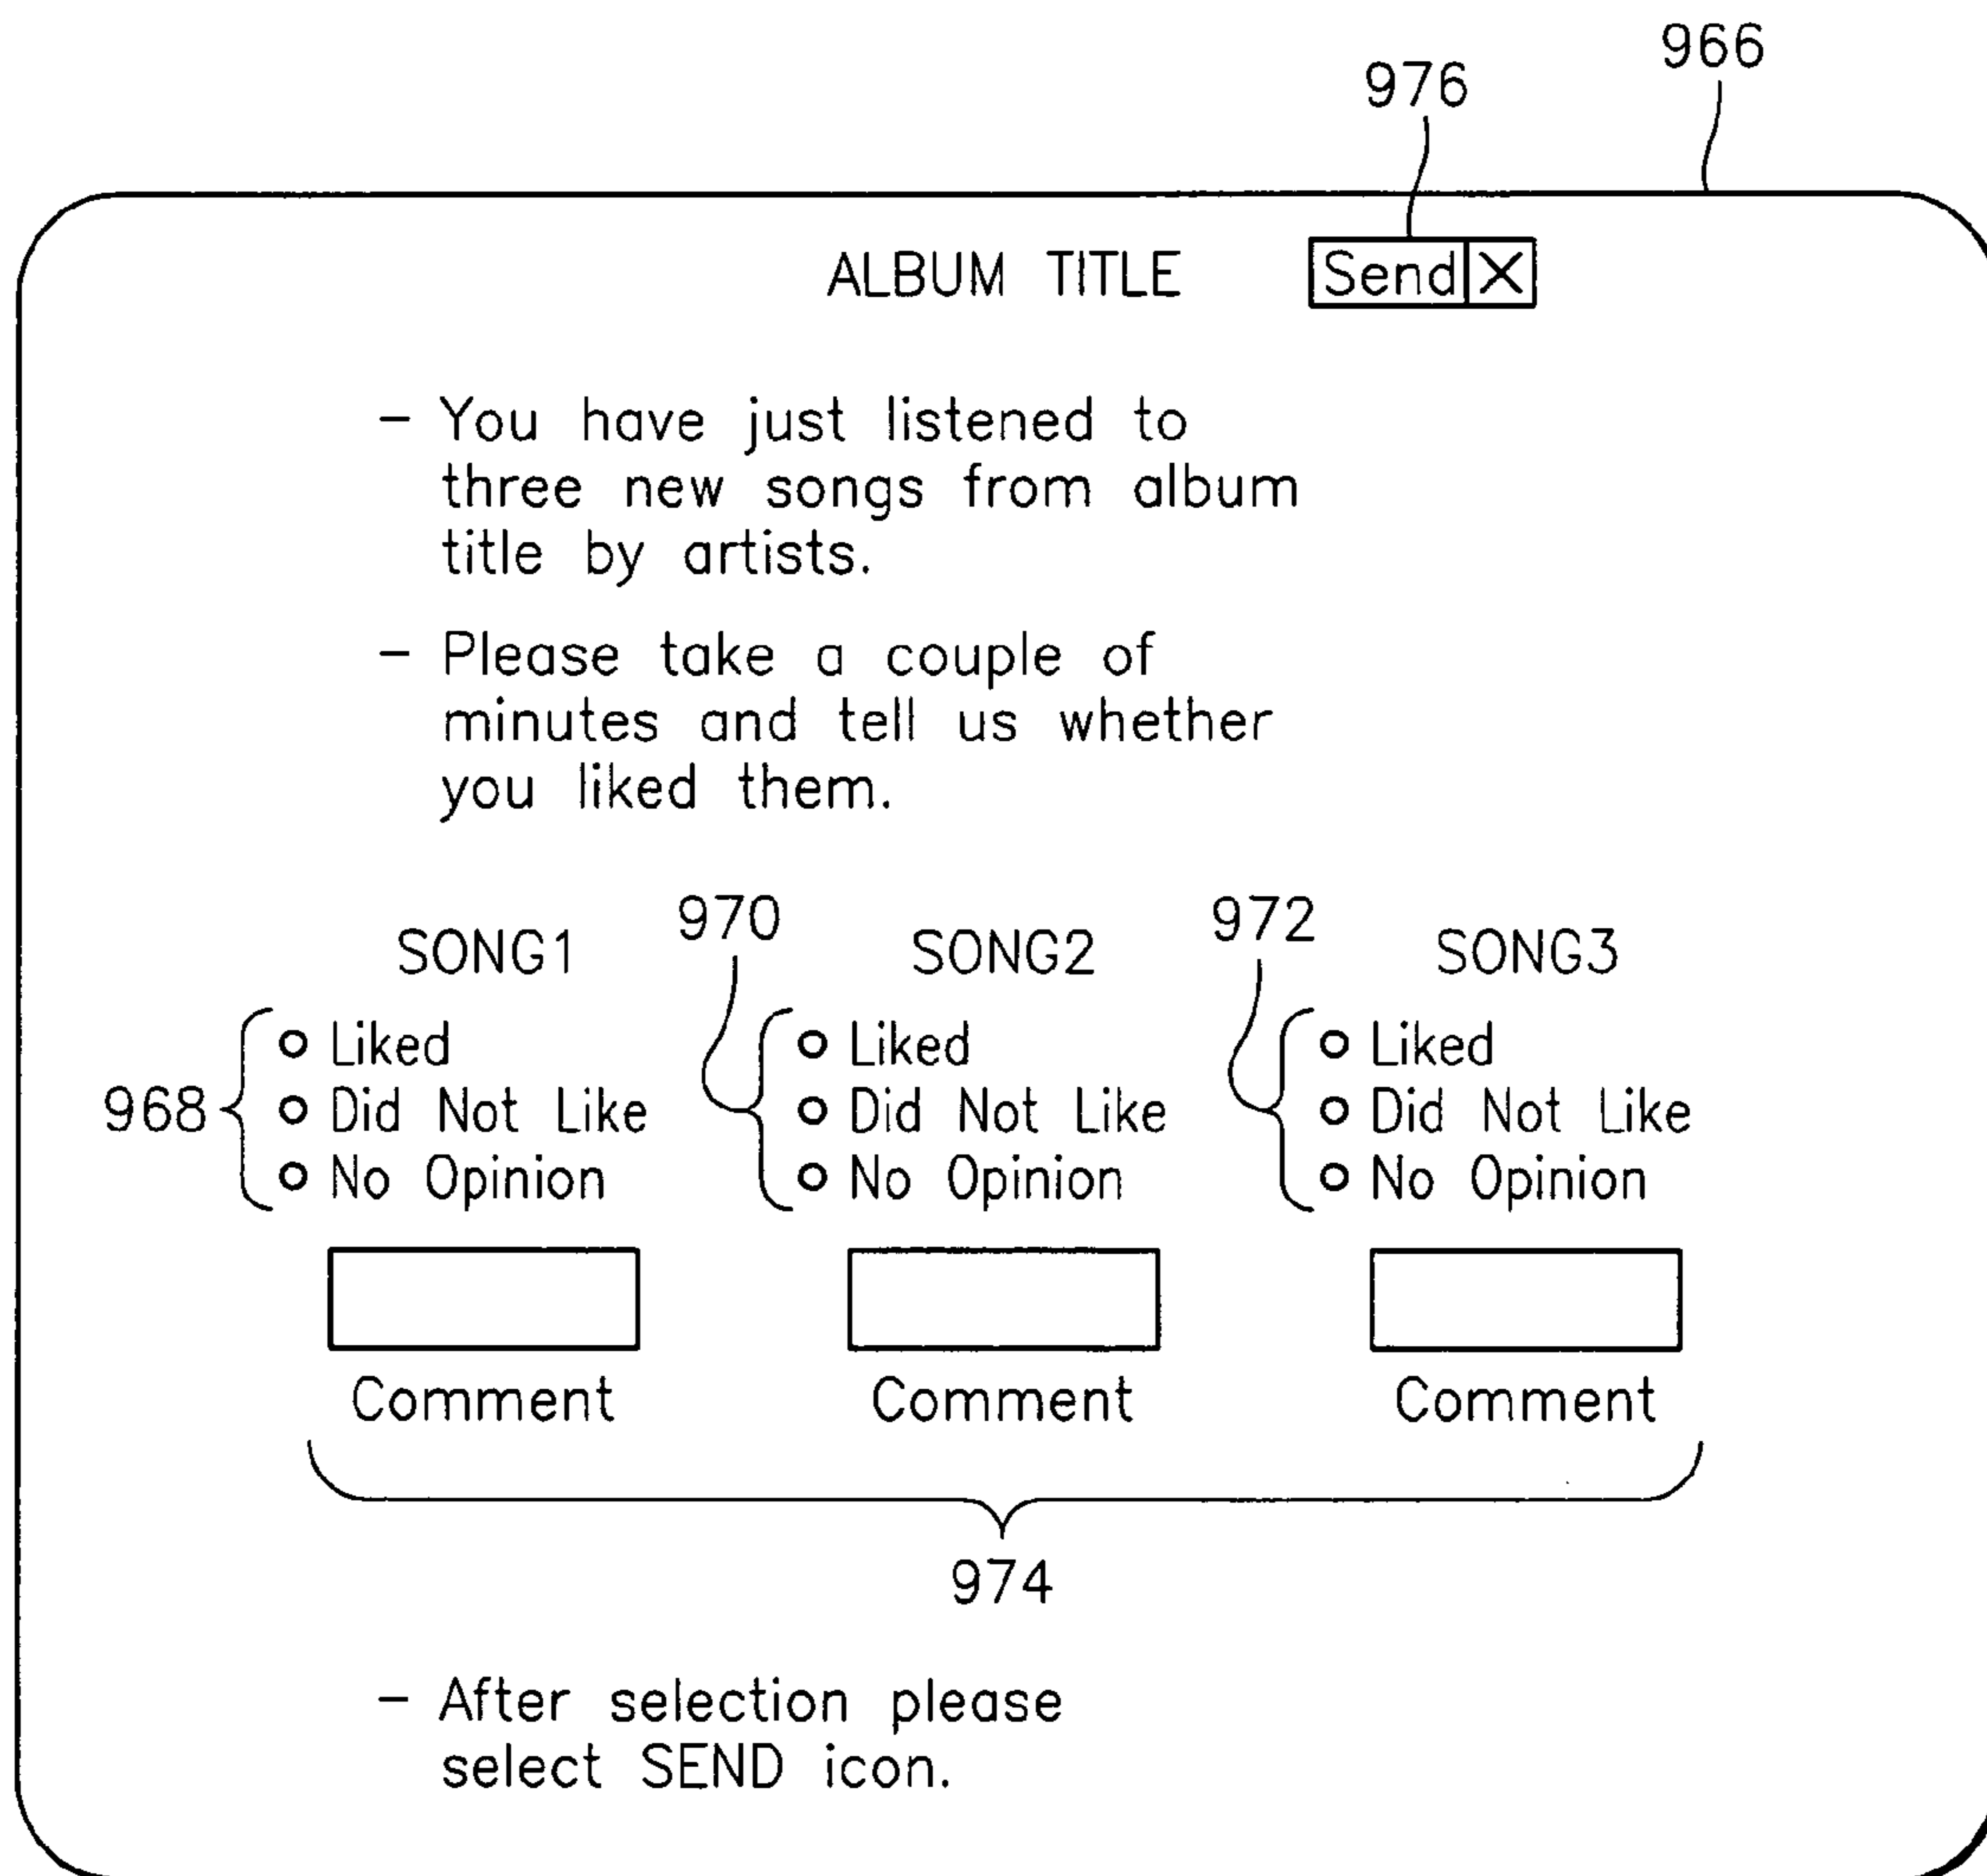 966
976
ALBUM TITLE Send X
- You have just listened to
three new songs from album
title by artists.
- Please take a couple of
minutes and tell us whether
you liked them.
970 972
SONG1 SONG2 SONG3
Liked Liked Liked
968 Did Not Like Did Not Like Did Not Like
No Opinion No Opinion No Opinion
Comment Comment Comment
974
- After selection please
select SEND icon.